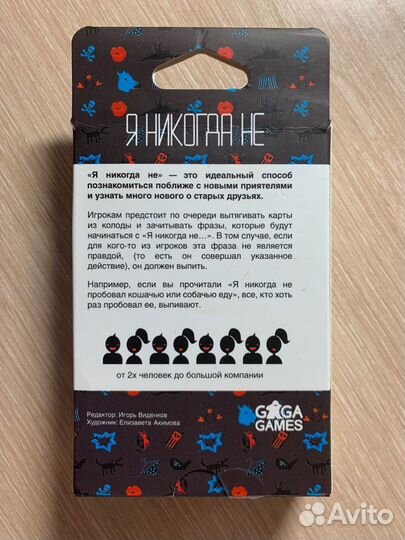 Я НИКОГДА НЕ
«Я никогда не» — это идеальный способ
познакомиться поближе с новыми приятелями
и узнать много нового о старых друзьях.
Игрокам предстоит по очереди вытягивать карты
из колоды и зачитывать фразы, которые будут
начинаться с «Я никогда не...». В том случае, если
для кого-то из игроков эта фраза не является
правдой, (то есть он совершал указанное
действие), он должен выпить.
Например, если вы прочитали «Я никогда не
пробовал кошачью или собачью еду», все, кто хоть
раз пробовал ее, выпивают.
от 2х человек до большой компании
Редактор: Игорь Виденков
Художник: Елизавета Акимова
GAGA
GAMES
Avito